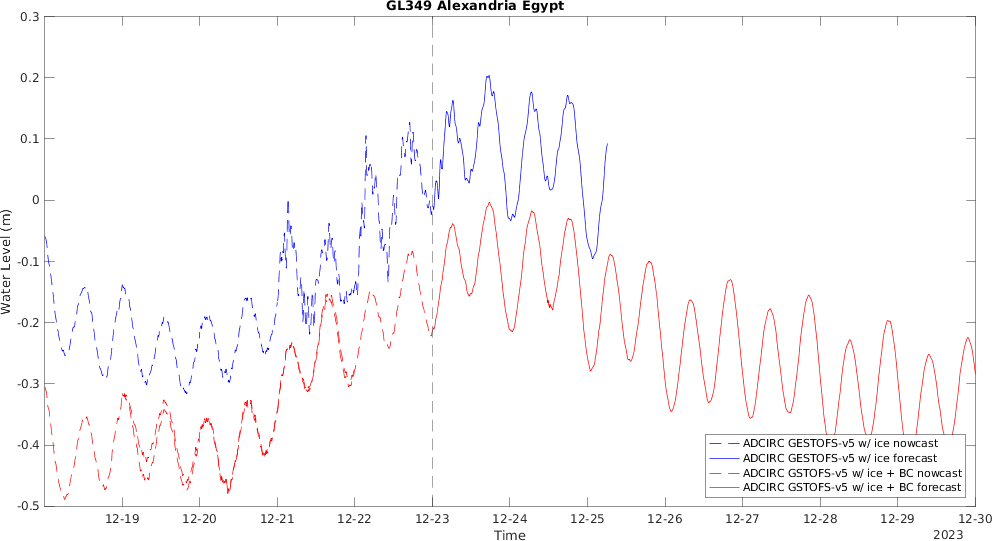 GL349 Alexandria Egypt
0.3
0.2
0.1
0
-0.1
-0.2
-0.3
-0.4
-0.5
Water Level (m)
12-19 12-20 12-21 12-22 12-23 12-24 12-25 12-26 12-27 12-28 12-29 12-30
Time
2023
ADCIRC GESTOFS-v5 w/ ice nowcast
ADCIRC GESTOFS-v5 w/ ice forecast
ADCIRC GSTOFS-v5 w/ ice + BC nowcast
ADCIRC GSTOFS-v5 w/ ice + BC forecast